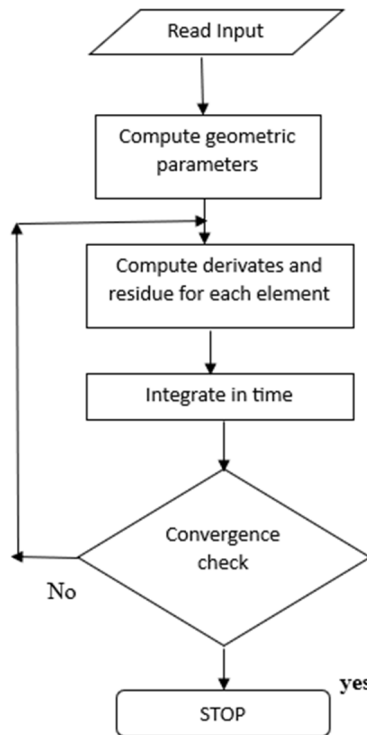 Read Input
Compute geometric
parameters
Compute derivates and
residue for each element
Integrate in time
Convergence
check
No
yes
STOP